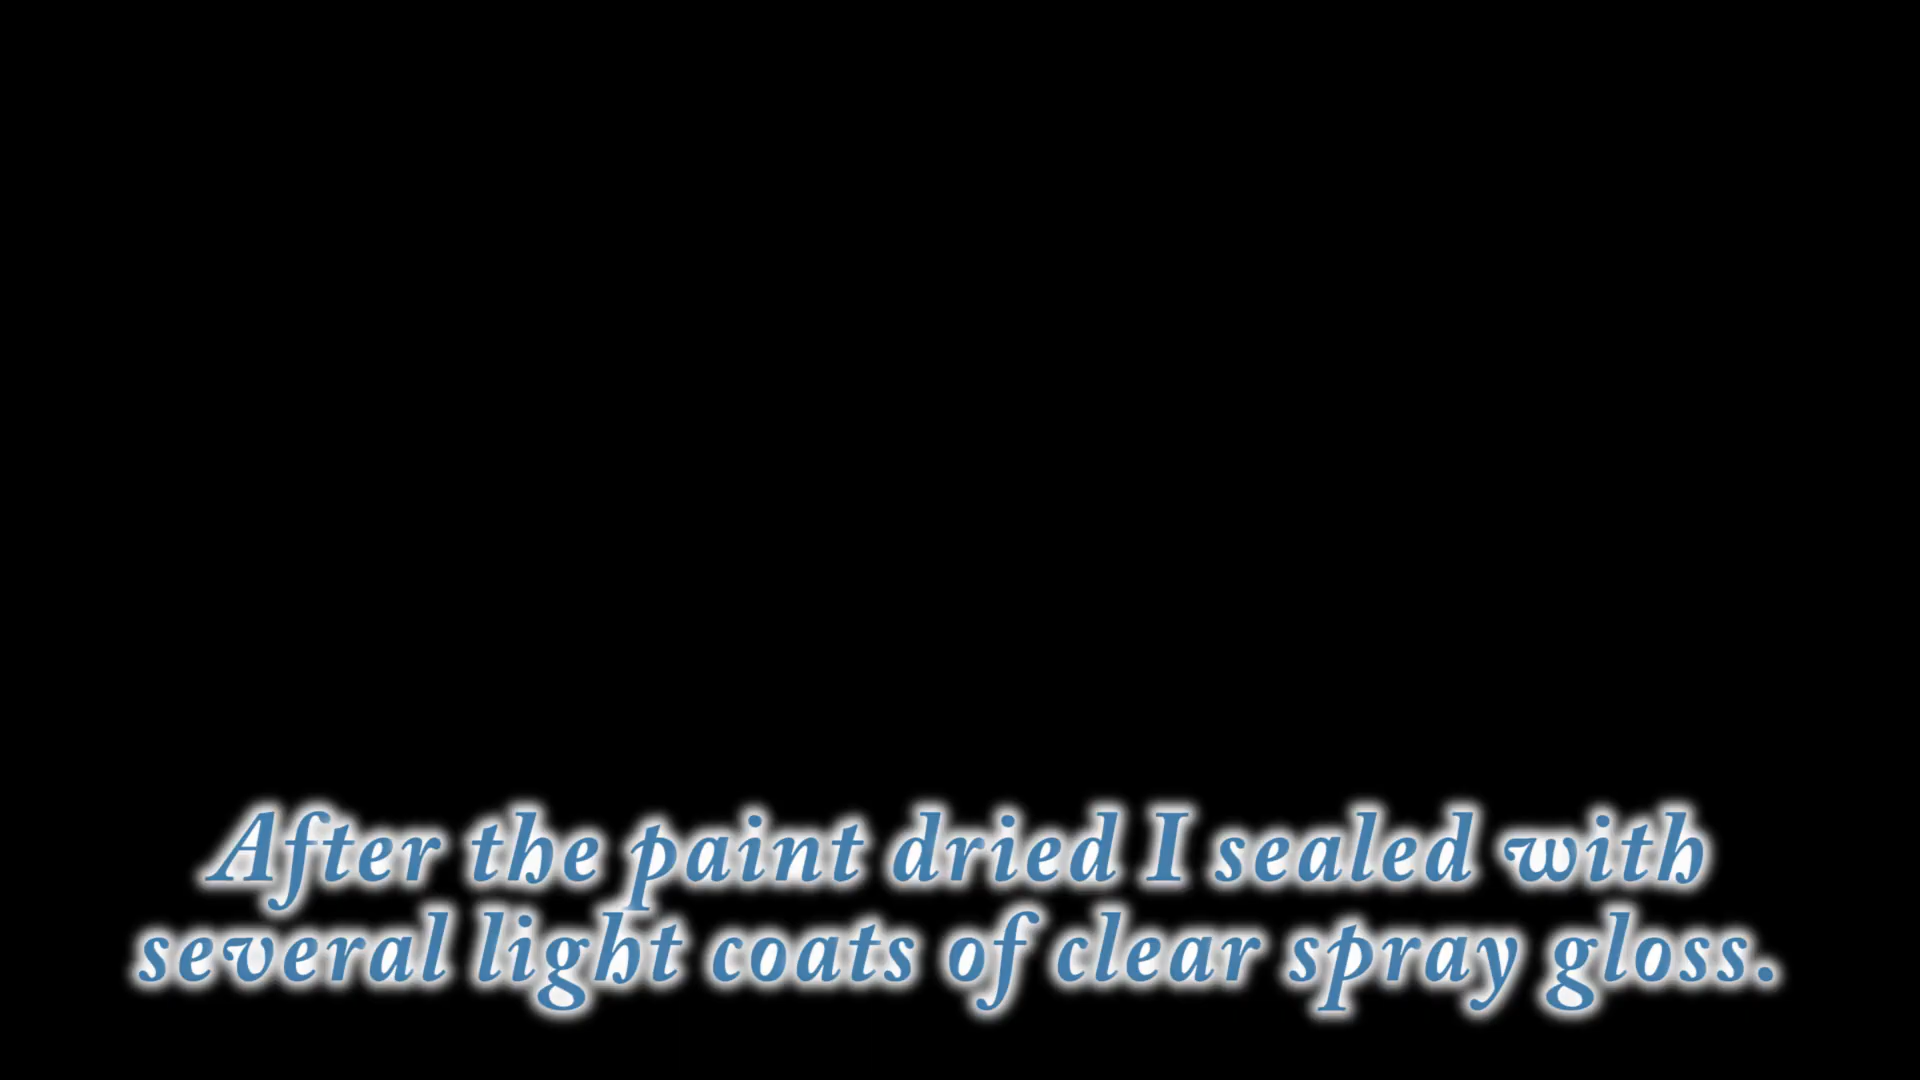 After the paint dried I sealed with
several light coats of clear spray gloss.